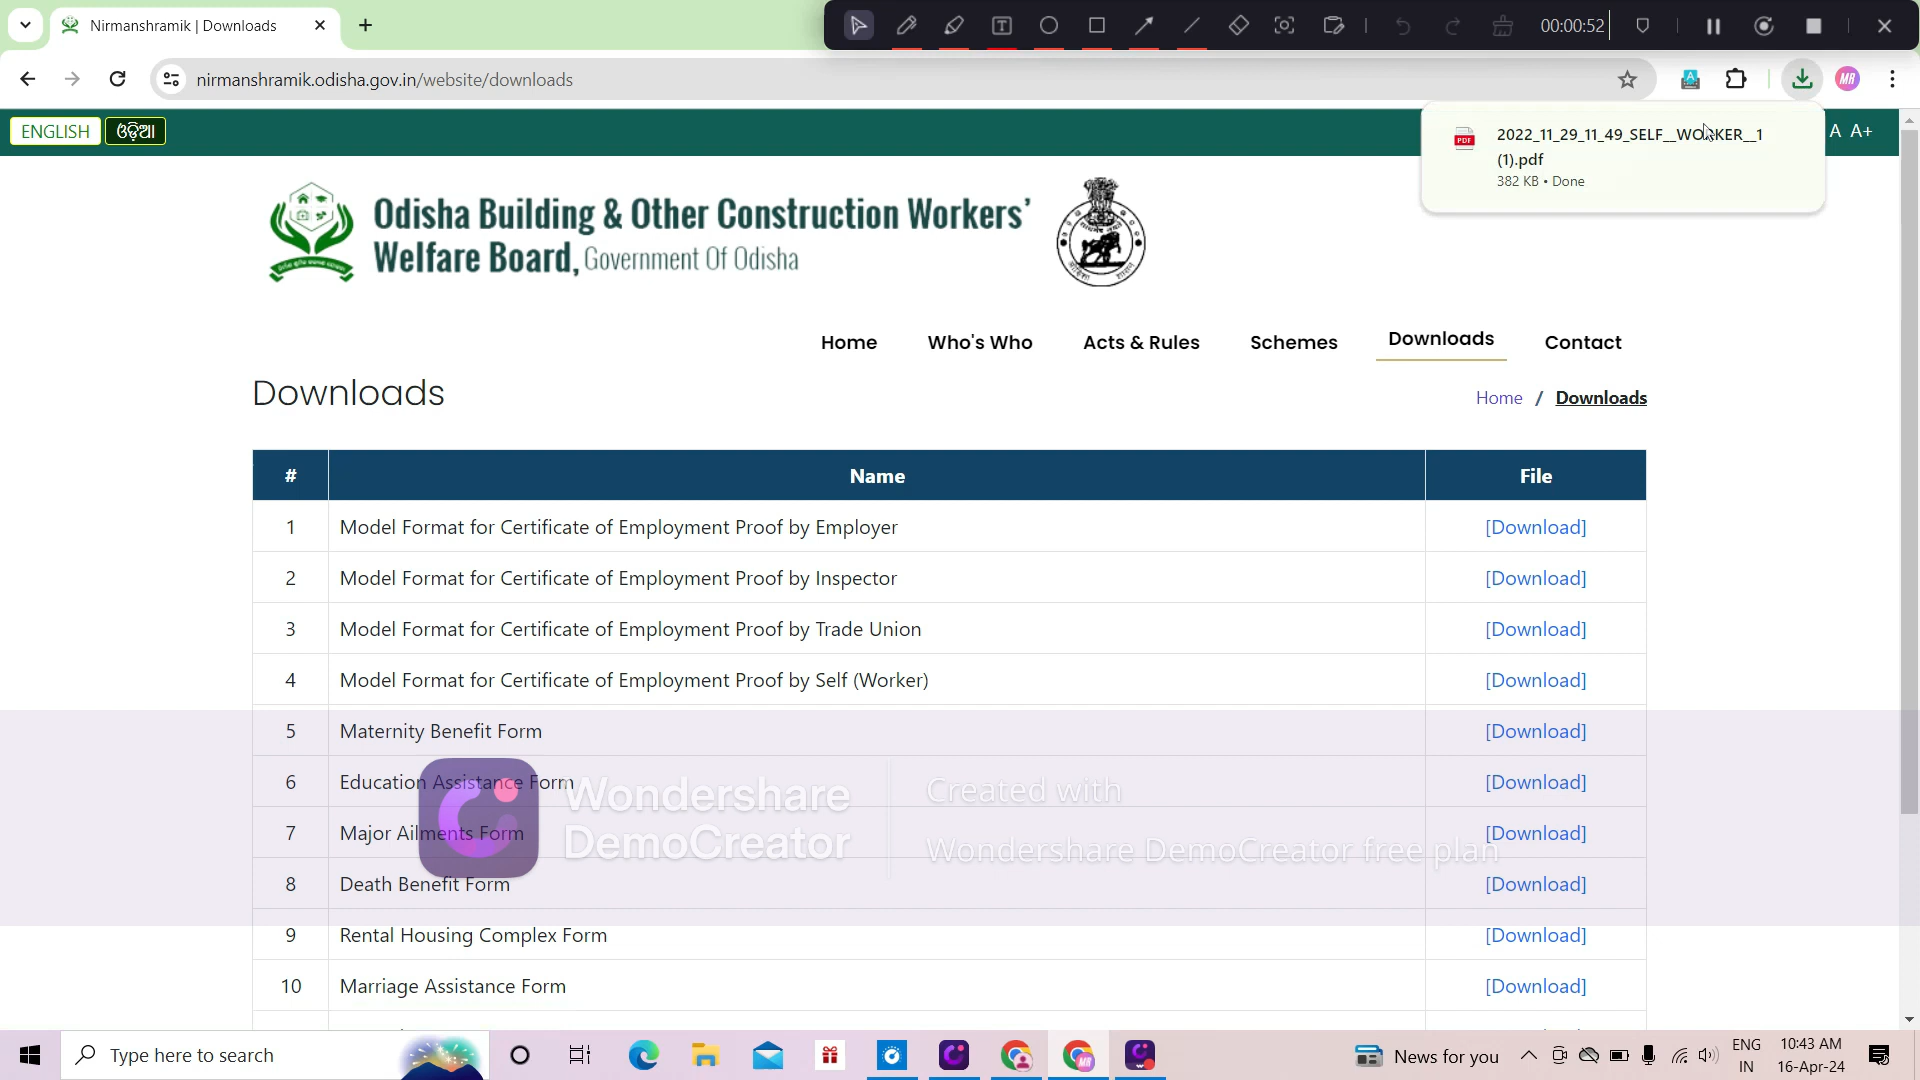 Nirmanshramik | Downloads
00:00:52
nirmanshramik.odisha.gov.in/website/downloads
MR
ENGLISH ଓଡ଼ିଆ
A A+
PDF
2022_11_29_11_49_SELF__WORKER__1
(1).pdf
382 KB • Done
Odisha Building & Other Construction Workers'
Welfare Board, Government Of Odisha
Home Who's Who Acts & Rules Schemes Downloads Contact
Downloads
Home / Downloads
# Name File
1 Model Format for Certificate of Employment Proof by Employer [Download]
2 Model Format for Certificate of Employment Proof by Inspector [Download]
3 Model Format for Certificate of Employment Proof by Trade Union [Download]
4 Model Format for Certificate of Employment Proof by Self (Worker) [Download]
5 Maternity Benefit Form [Download]
6 Education Assistance Form [Download]
7 Major Ailments Form [Download]
8 Death Benefit Form [Download]
9 Rental Housing Complex Form [Download]
10 Marriage Assistance Form [Download]
Wondershare
DemoCreator
Created with
Wondershare DemoCreator free plan
Type here to search
News for you
ENG
IN
10:43 AM
16-Apr-24